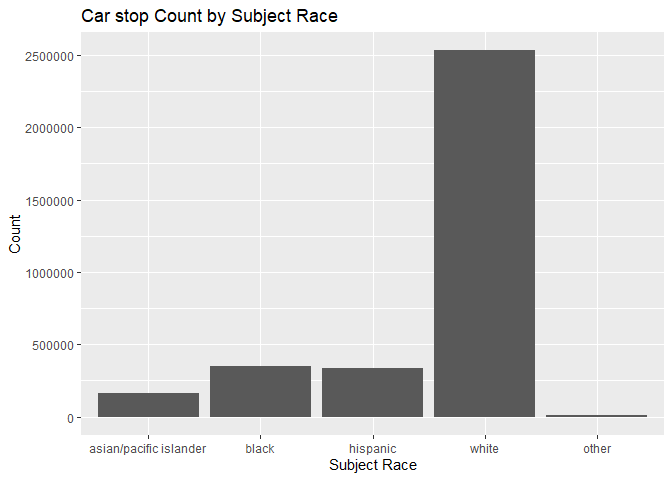 Car stop Count by Subject Race
2500000
2000000
1500000
1000000
500000
0
Count
asian/pacific islander black hispanic white other
Subject Race